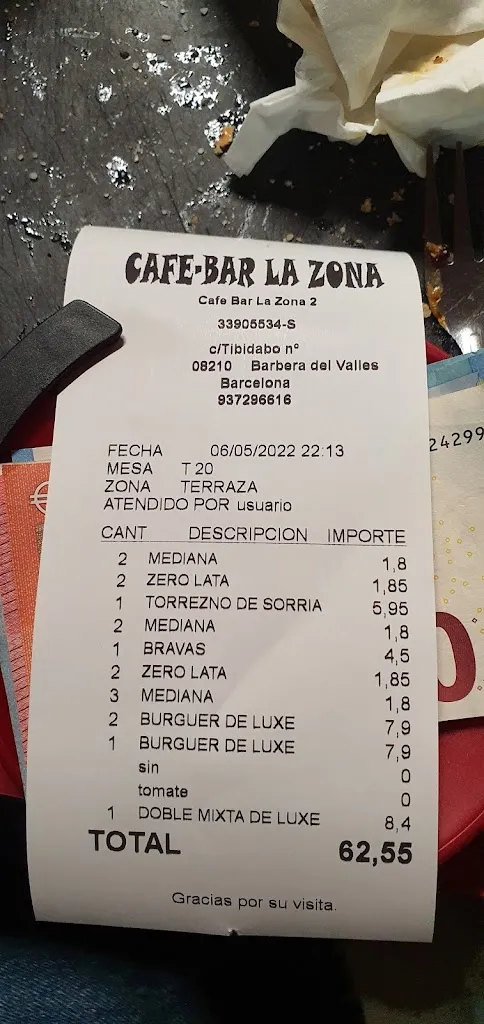 CAFE-BAR LA ZONA
Cafe Bar La Zona 2
33905534-S
c/Tibidabo nº
08210 Barbera del Valles
Barcelona
937296616
FECHA 06/05/2022 22:13
MESA T 20
ZONA TERRAZA
ATENDIDO POR usuario
CANT DESCRIPCION IMPORTE
2 MEDIANA 1,8
2 ZERO LATA 1,85
1 TORREZNO DE SORRIA 5,95
2 MEDIANA 1,8
1 BRAVAS 4,5
2 ZERO LATA 1,85
3 MEDIANA 1,8
2 BURGUER DE LUXE 7,9
1 BURGUER DE LUXE 7,9
sin 0
tomate 0
1 DOBLE MIXTA DE LUXE 8,4
TOTAL 62,55
Gracias por su visita.
24299
0
€